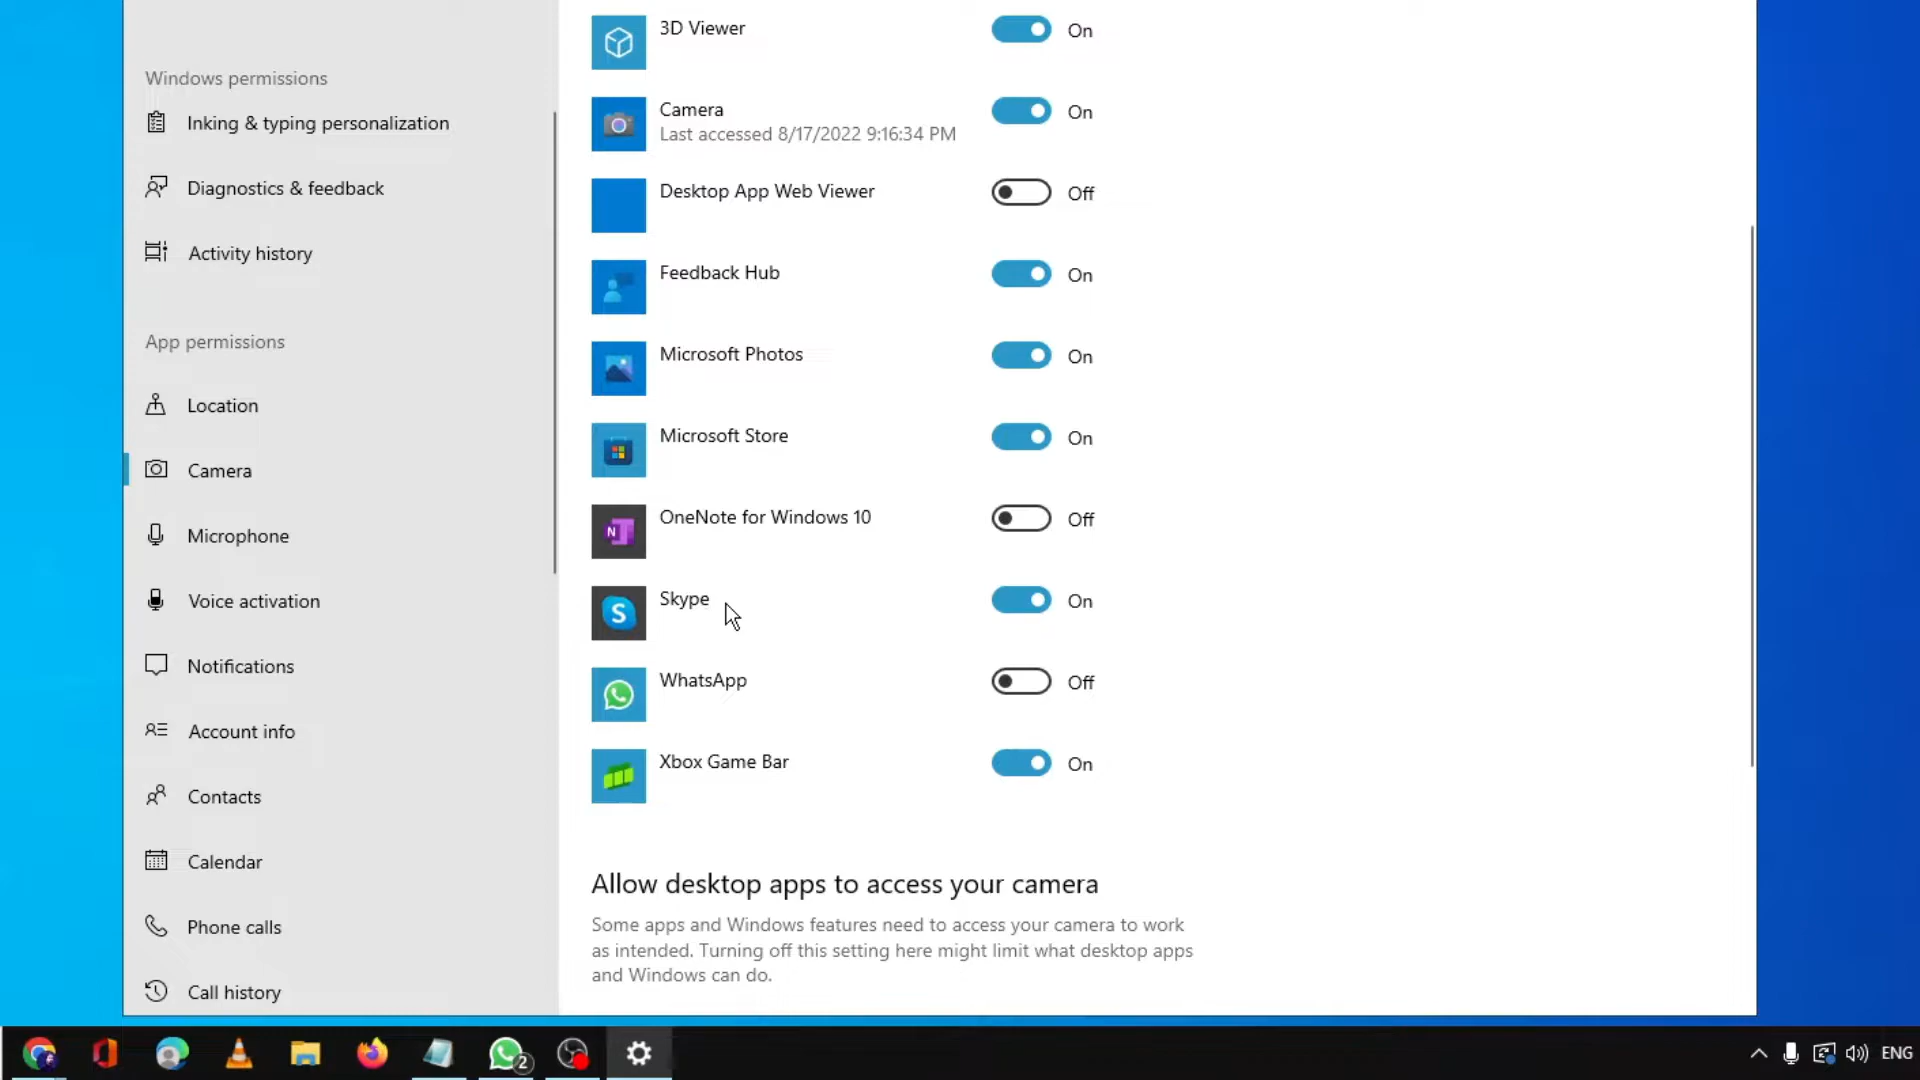 Windows permissions
Inking & typing personalization
Diagnostics & feedback
Activity history
App permissions
Location
Camera
Microphone
Voice activation
Notifications
Account info
Contacts
Calendar
Phone calls
Call history
3D Viewer
On
Camera
Last accessed 8/17/2022 9:16:34 PM
On
Desktop App Web Viewer
Off
Feedback Hub
On
Microsoft Photos
On
Microsoft Store
On
N
OneNote for Windows 10
Off
S
Skype
On
WhatsApp
Off
Xbox Game Bar
On
Allow desktop apps to access your camera
Some apps and Windows features need to access your camera to work
as intended. Turning off this setting here might limit what desktop apps
and Windows can do.
2
ENG